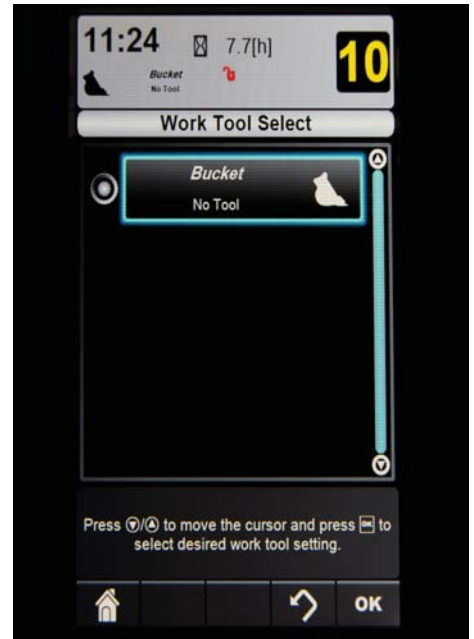 11:24 7.7[h] 10
Bucket
No Tool
Work Tool Select
Bucket
No Tool
Press ▼/▲ to move the cursor and press OK to
select desired work tool setting.
OK